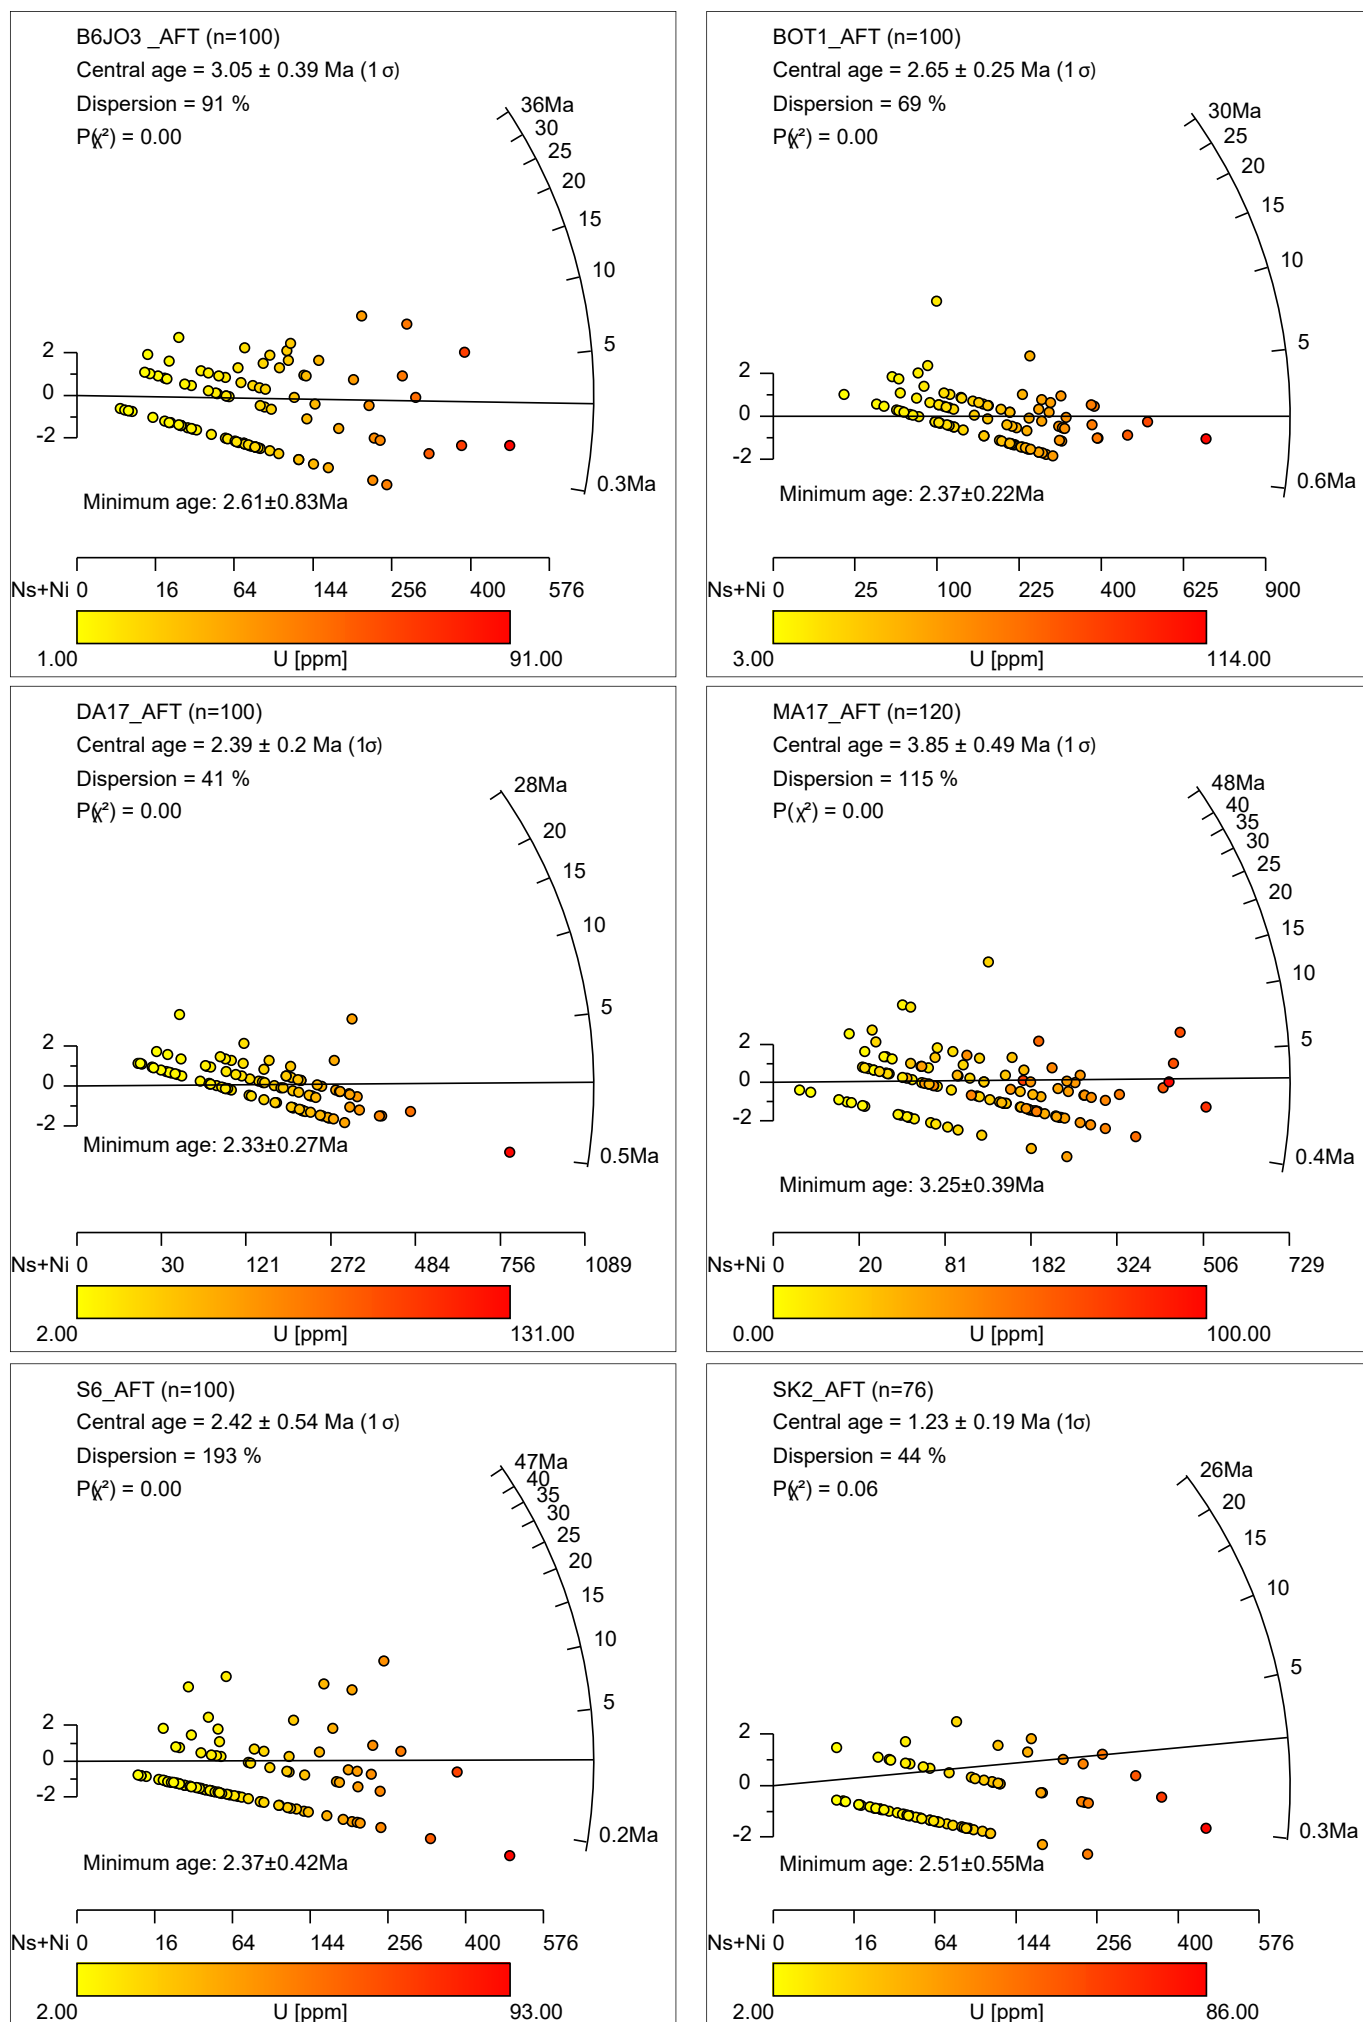 B6JO3 _AFT (n=100)
Central age = 3.05 ± 0.39 Ma (1 σ)
Dispersion = 91 %
P(χ²) = 0.00
36Ma
30
25
20
15
10
5
0.3Ma
2
0
-2
Minimum age: 2.61±0.83Ma
Ns+Ni 0 16 64 144 256 400 576
1.00 U [ppm] 91.00
BOT1_AFT (n=100)
Central age = 2.65 ± 0.25 Ma (1 σ)
Dispersion = 69 %
P(χ²) = 0.00
30Ma
25
20
15
10
5
0.6Ma
2
0
-2
Minimum age: 2.37±0.22Ma
Ns+Ni 0 25 100 225 400 625 900
3.00 U [ppm] 114.00
DA17_AFT (n=100)
Central age = 2.39 ± 0.2 Ma (1σ)
Dispersion = 41 %
P(χ²) = 0.00
28Ma
20
15
10
5
0.5Ma
2
0
-2
Minimum age: 2.33±0.27Ma
Ns+Ni 0 30 121 272 484 756 1089
2.00 U [ppm] 131.00
MA17_AFT (n=120)
Central age = 3.85 ± 0.49 Ma (1 σ)
Dispersion = 115 %
P(χ²) = 0.00
48Ma
40
35
30
25
20
15
10
5
0.4Ma
2
0
-2
Minimum age: 3.25±0.39Ma
Ns+Ni 0 20 81 182 324 506 729
0.00 U [ppm] 100.00
S6_AFT (n=100)
Central age = 2.42 ± 0.54 Ma (1 σ)
Dispersion = 193 %
P(χ²) = 0.00
47Ma
40
35
30
25
20
15
10
5
0.2Ma
2
0
-2
Minimum age: 2.37±0.42Ma
Ns+Ni 0 16 64 144 256 400 576
2.00 U [ppm] 93.00
SK2_AFT (n=76)
Central age = 1.23 ± 0.19 Ma (1σ)
Dispersion = 44 %
P(χ²) = 0.06
26Ma
20
15
10
5
0.3Ma
2
0
-2
Minimum age: 2.51±0.55Ma
Ns+Ni 0 16 64 144 256 400 576
2.00 U [ppm] 86.00